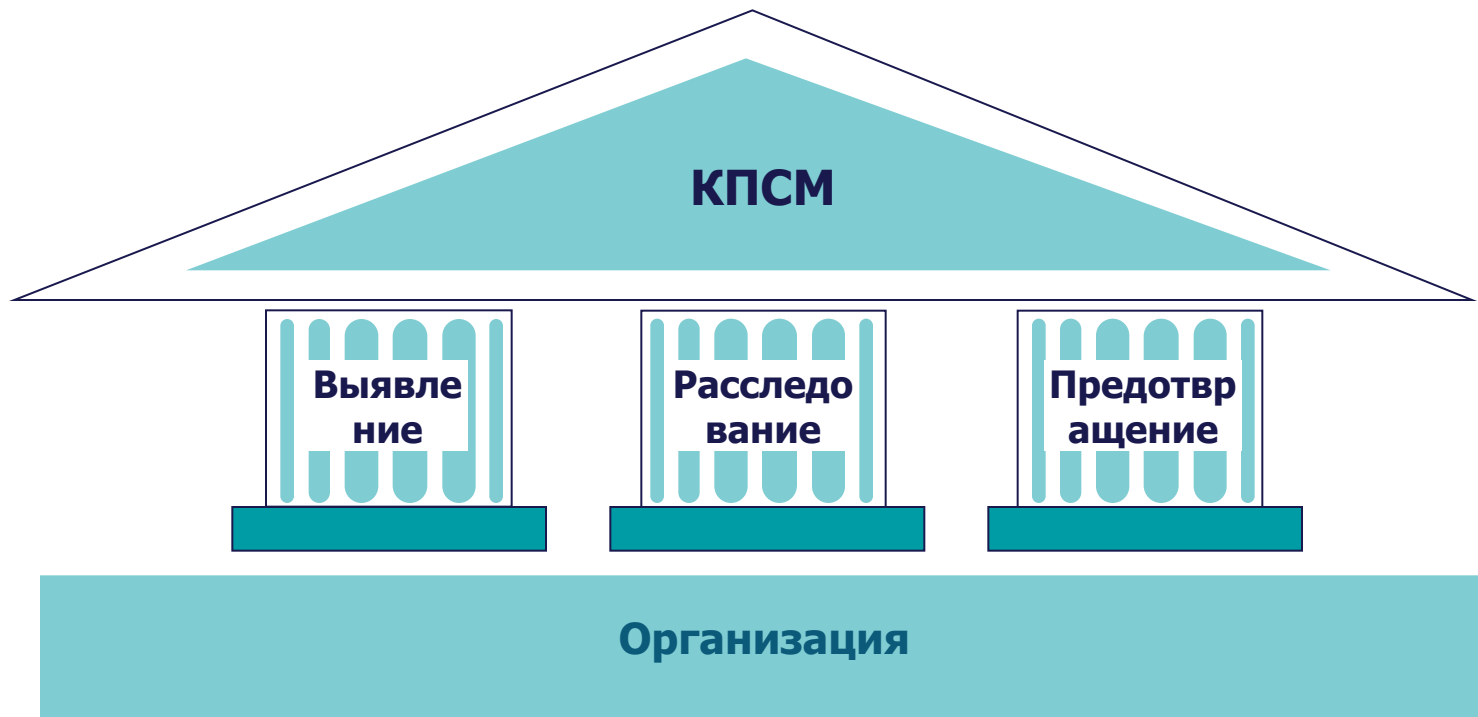 КПСМ
Выявле
ние
Расследо
вание
Предотвр
ащение
Организация